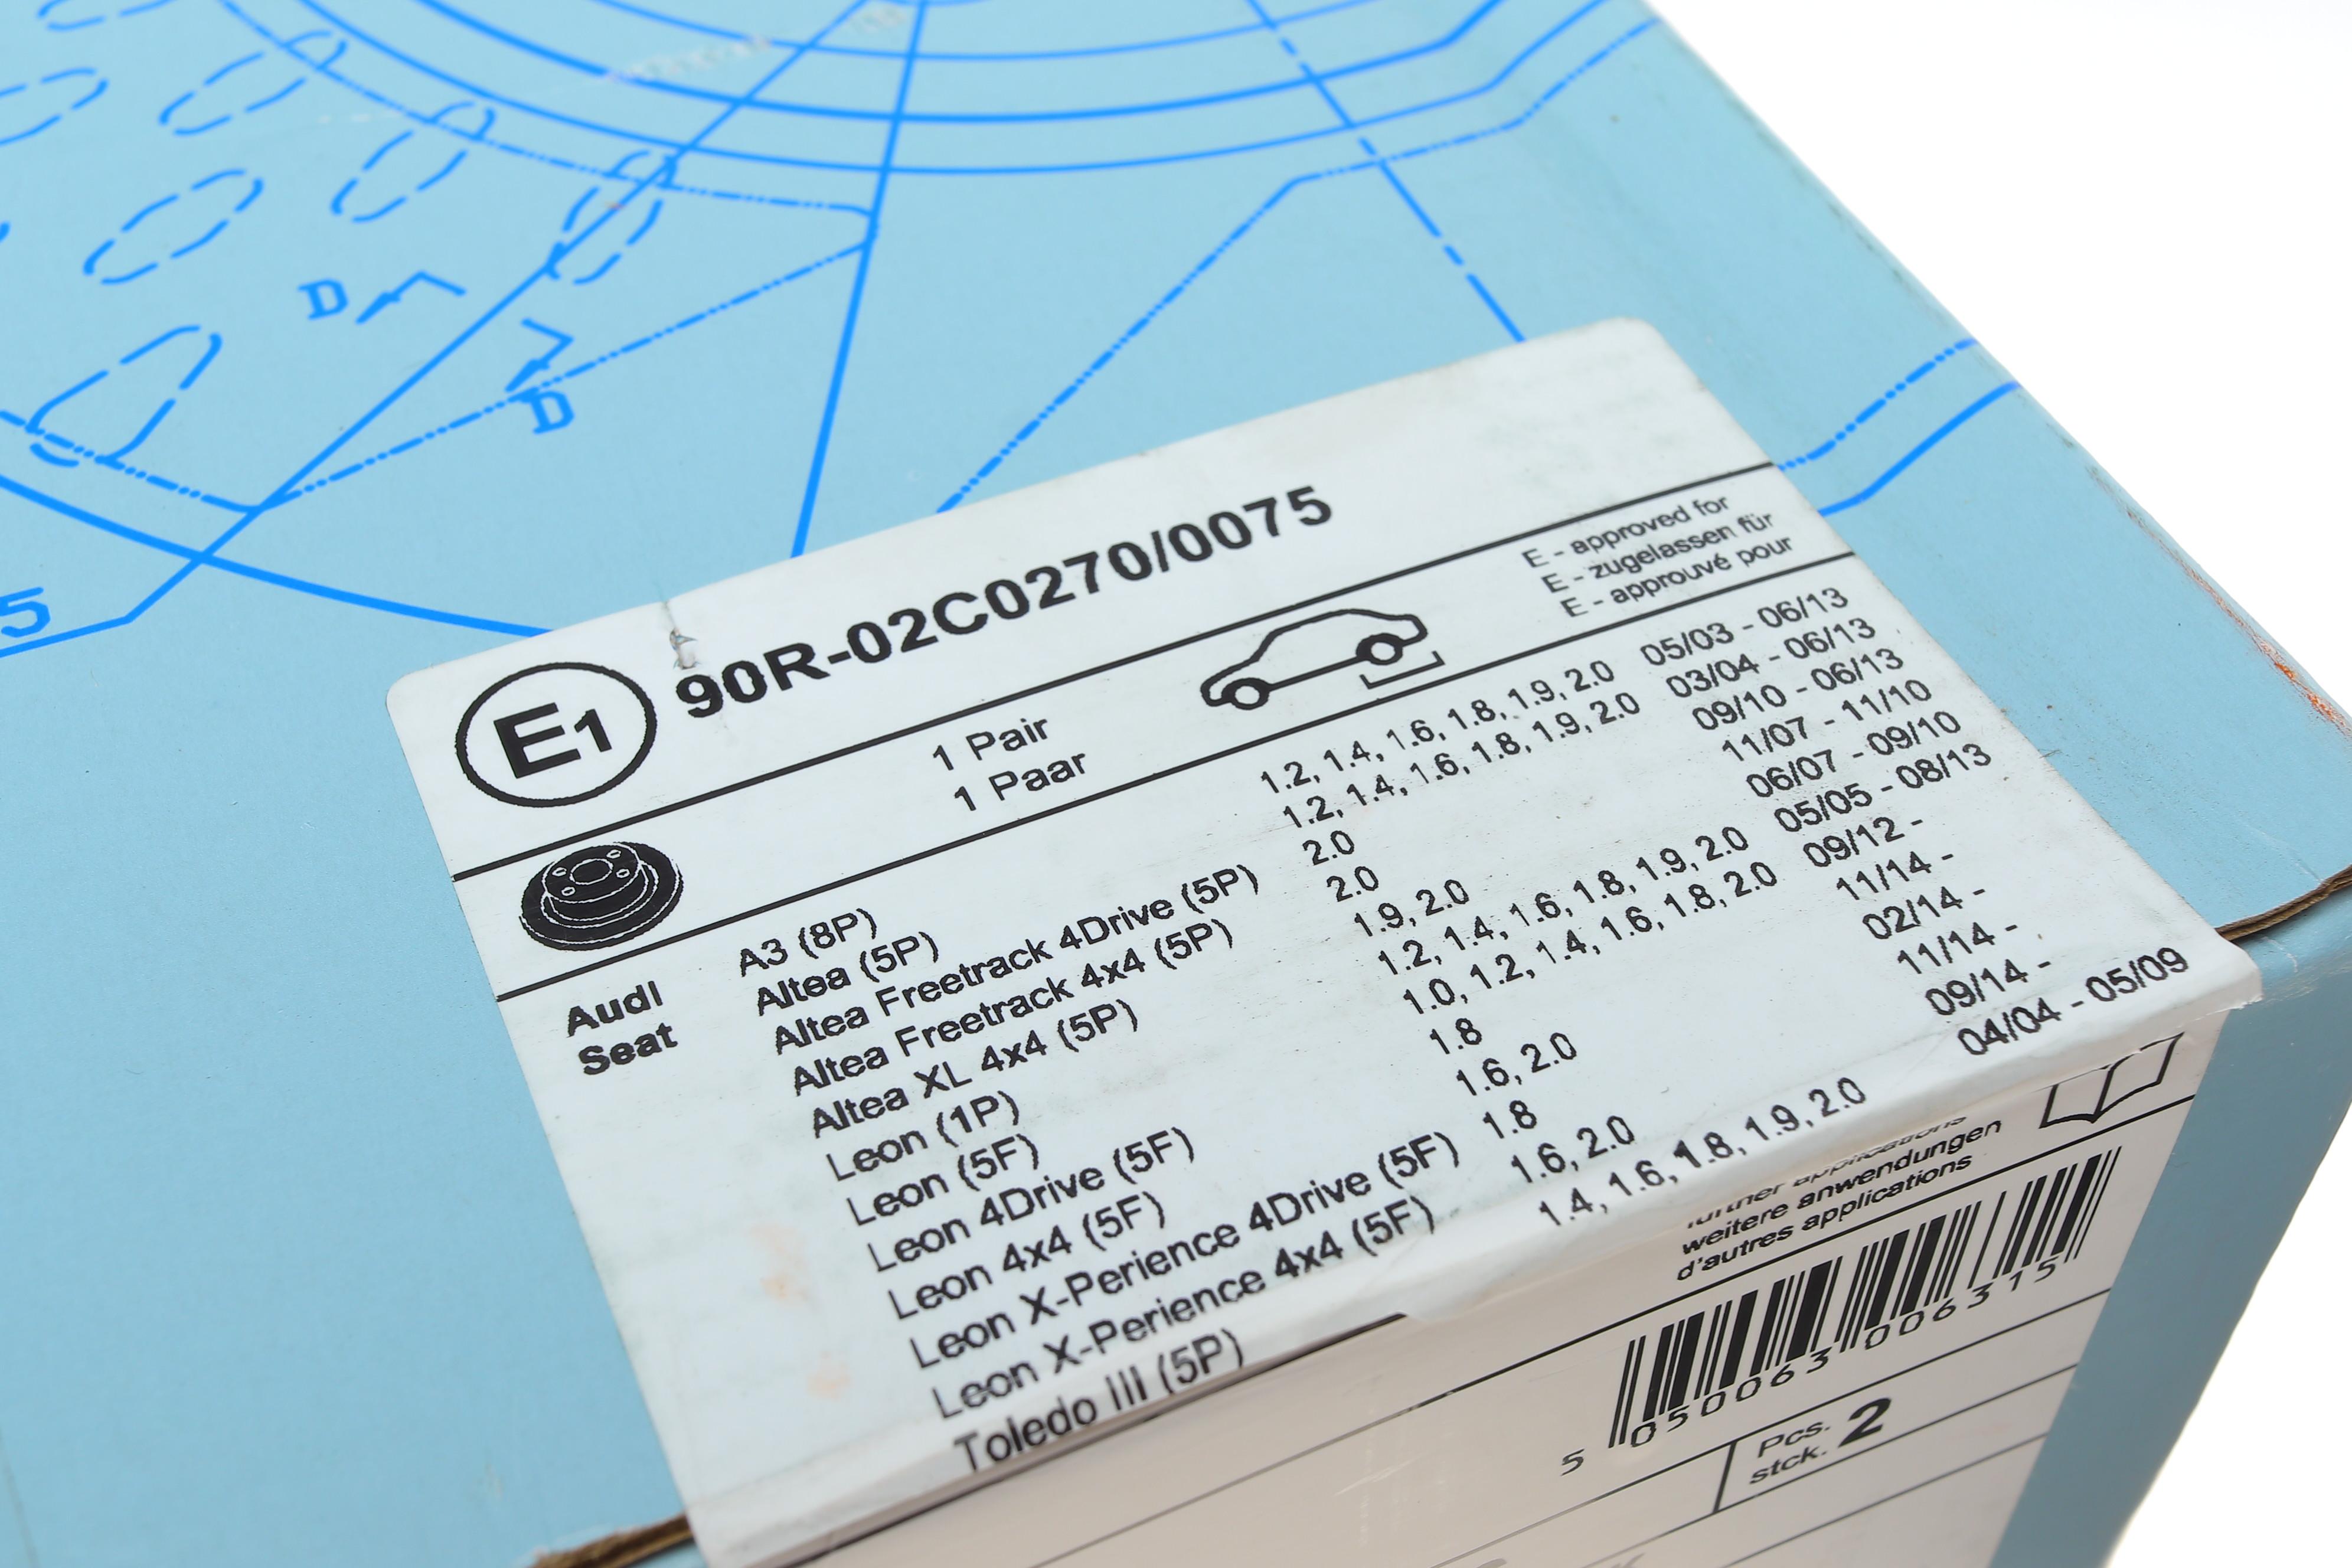 D
D
5
E1 90R-02C0270/0075
1 Pair
1 Paar
E - approved for
E - zugelassen für
E - approuvé pour
Audi A3 (8P) 1.2, 1.4, 1.6, 1.8, 1.9, 2.0 05/03 - 06/13
Seat Altea (5P) 1.2, 1.4, 1.6, 1.8, 1.9, 2.0 03/04 - 06/13
Altea Freetrack 4Drive (5P) 2.0 09/10 - 06/13
Altea Freetrack 4x4 (5P) 2.0 11/07 - 11/10
Altea XL 4x4 (5P) 1.9, 2.0 06/07 - 09/10
Leon (1P) 1.2, 1.4, 1.6, 1.8, 1.9, 2.0 05/05 - 08/13
Leon (5F) 1.0, 1.2, 1.4, 1.6, 1.8, 2.0 09/12 -
Leon 4Drive (5F) 1.8 11/14 -
Leon 4x4 (5F) 1.6, 2.0 02/14 -
Leon X-Perience 4Drive (5F) 1.8 11/14 -
Leon X-Perience 4x4 (5F) 1.6, 2.0 09/14 -
Toledo III (5P) 1.4, 1.6, 1.8, 1.9, 2.0 04/04 - 05/09
further applications
weitere anwendungen
d'autres applications
5 050063 006315
Pcs.
stck. 2